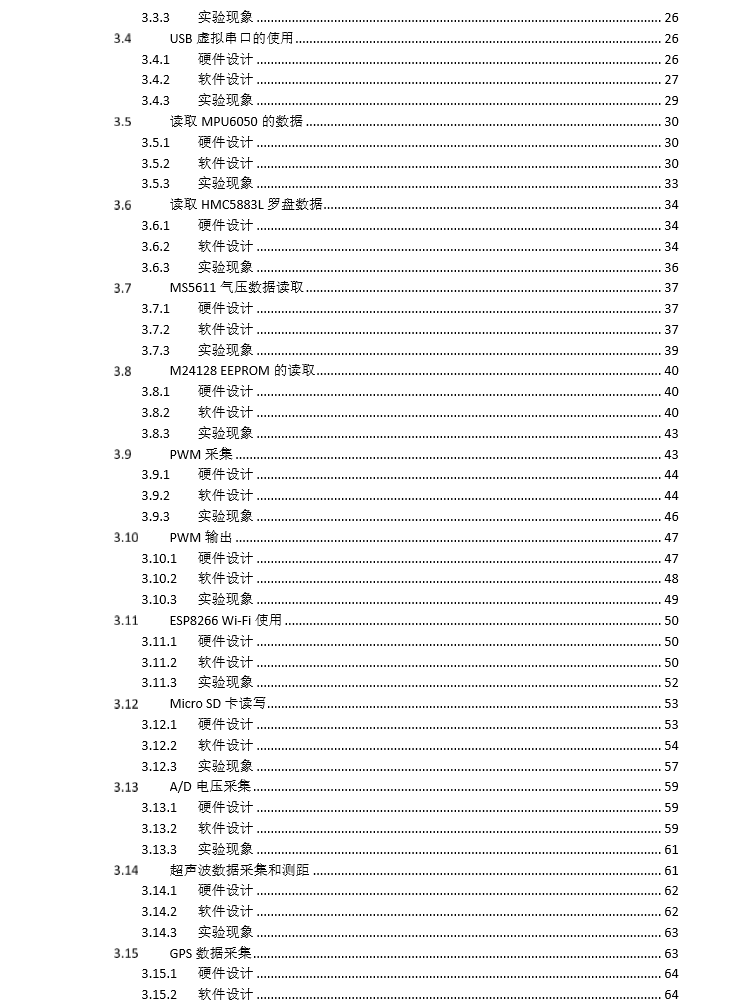 3.3.3 实验现象 26
3.4 USB 虚拟串口的使用 26
3.4.1 硬件设计 26
3.4.2 软件设计 27
3.4.3 实验现象 29
3.5 读取 MPU6050 的数据 30
3.5.1 硬件设计 30
3.5.2 软件设计 30
3.5.3 实验现象 33
3.6 读取 HMC5883L 罗盘数据 34
3.6.1 硬件设计 34
3.6.2 软件设计 34
3.6.3 实验现象 36
3.7 MS5611 气压数据读取 37
3.7.1 硬件设计 37
3.7.2 软件设计 37
3.7.3 实验现象 39
3.8 M24128 EEPROM 的读取 40
3.8.1 硬件设计 40
3.8.2 软件设计 40
3.8.3 实验现象 43
3.9 PWM 采集 43
3.9.1 硬件设计 44
3.9.2 软件设计 44
3.9.3 实验现象 46
3.10 PWM 输出 47
3.10.1 硬件设计 47
3.10.2 软件设计 48
3.10.3 实验现象 49
3.11 ESP8266 Wi-Fi 使用 50
3.11.1 硬件设计 50
3.11.2 软件设计 50
3.11.3 实验现象 52
3.12 Micro SD 卡读写 53
3.12.1 硬件设计 53
3.12.2 软件设计 54
3.12.3 实验现象 57
3.13 A/D 电压采集 59
3.13.1 硬件设计 59
3.13.2 软件设计 59
3.13.3 实验现象 61
3.14 超声波数据采集和测距 61
3.14.1 硬件设计 62
3.14.2 软件设计 62
3.14.3 实验现象 63
3.15 GPS 数据采集 63
3.15.1 硬件设计 64
3.15.2 软件设计 64